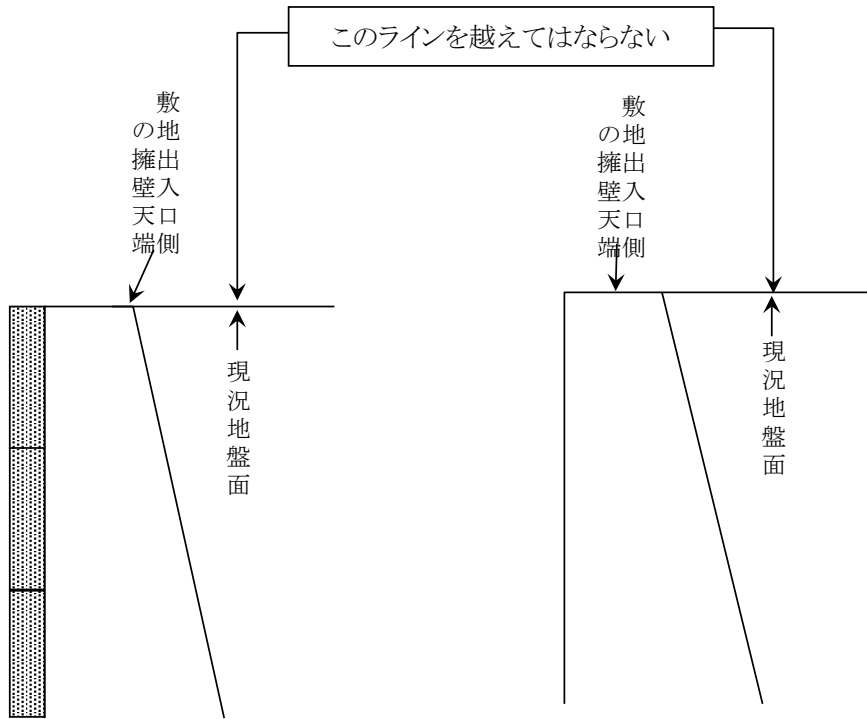 このラインを越えてはならない
敷地出入口側
の擁壁天端
現況地盤面
敷地出入口側
の擁壁天端
現況地盤面